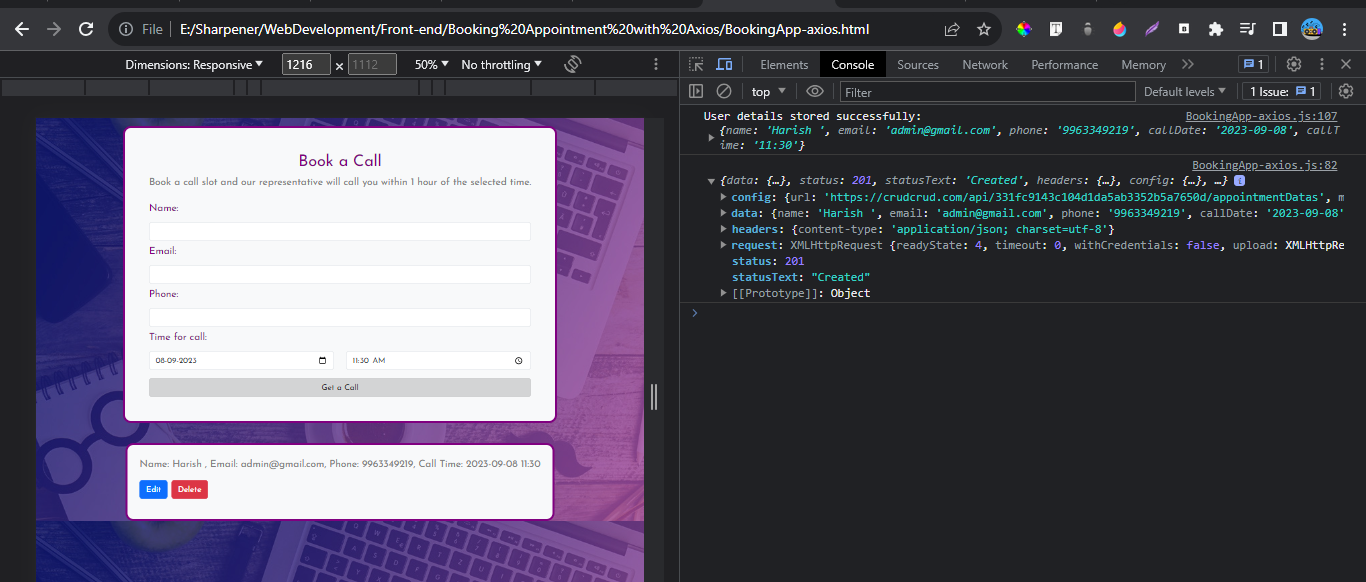 File E:/Sharpener/WebDevelopment/Front-end/Booking%20Appointment%20with%20Axios/BookingApp-axios.html
Dimensions: Responsive 1216 × 1112 50% No throttling
Elements Console Sources Network Performance Memory 1
top Filter Default levels 1 Issue: 1
Book a Call
Book a call slot and our representative will call you within 1 hour of the selected time.
Name:
Email:
Phone:
Time for call:
08-09-2023 11:30 AM
Get a Call
Name: Harish , Email: admin@gmail.com, Phone: 9963349219, Call Time: 2023-09-08 11:30
Edit Delete
User details stored successfully: BookingApp-axios.js:107
{name: 'Harish ', email: 'admin@gmail.com', phone: '9963349219', callDate: '2023-09-08', callT
ime: '11:30'}
BookingApp-axios.js:82
{data: {…}, status: 201, statusText: 'Created', headers: {…}, config: {…}, …}
config: {url: 'https://crudcrud.com/api/331fc9143c104d1da5ab3352b5a7650d/appointmentDatas', m
data: {name: 'Harish ', email: 'admin@gmail.com', phone: '9963349219', callDate: '2023-09-08'
headers: {content-type: 'application/json; charset=utf-8'}
request: XMLHttpRequest {readyState: 4, timeout: 0, withCredentials: false, upload: XMLHttpRe
status: 201
statusText: "Created"
[[Prototype]]: Object